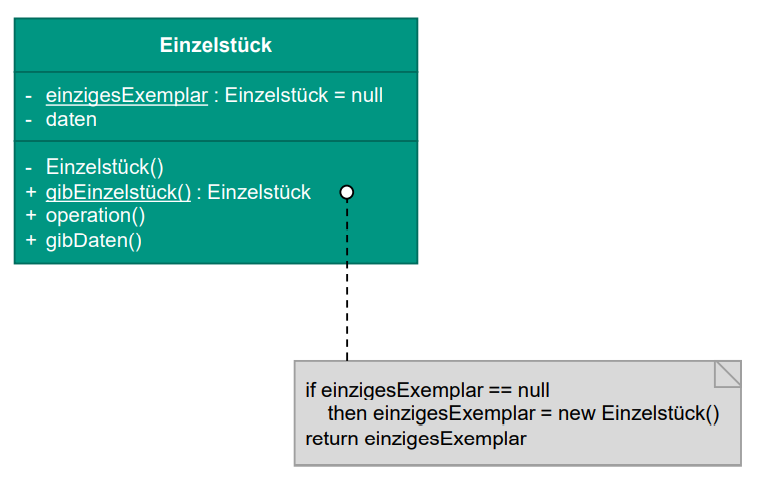 Einzelstück
- einzigesExemplar : Einzelstück = null
- daten
- Einzelstück()
+ gibEinzelstück() : Einzelstück
+ operation()
+ gibDaten()
if einzigesExemplar == null
then einzigesExemplar = new Einzelstück()
return einzigesExemplar